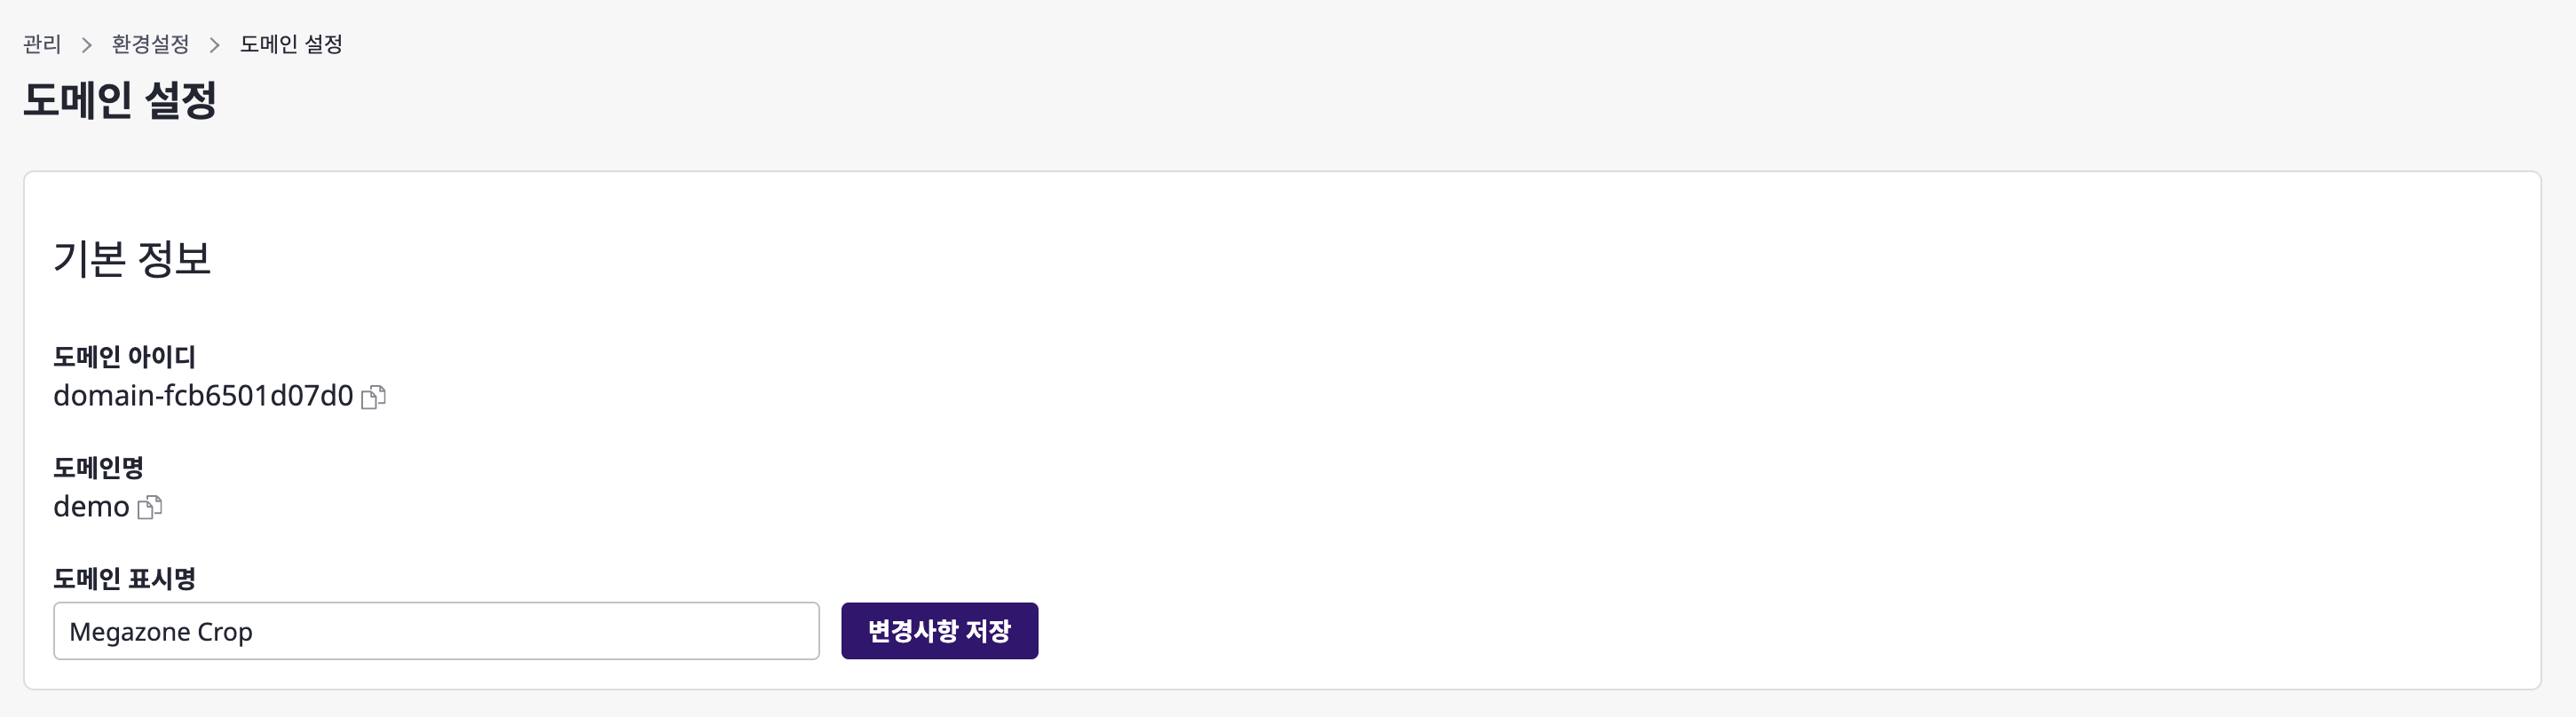 관리 > 환경설정 > 도메인 설정
도메인 설정
기본 정보
도메인 아이디
domain-fcb6501d07d0
도메인명
demo
도메인 표시명
Megazone Crop
변경사항 저장